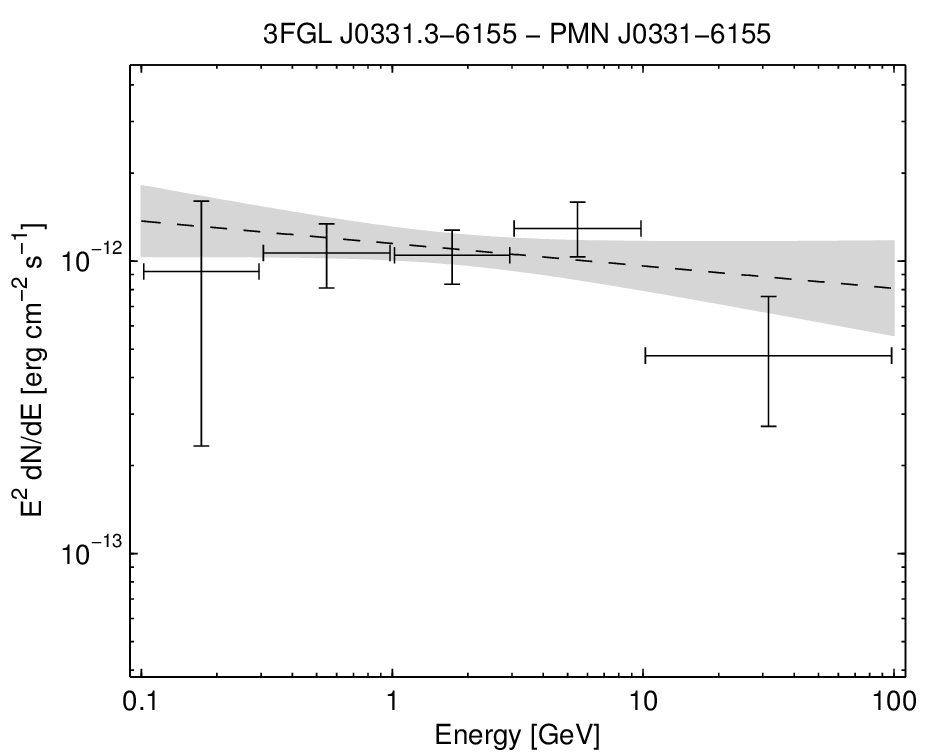 3FGL J0331.3−6155 − PMN J0331−6155
E² dN/dE [erg cm⁻² s⁻¹]
10⁻¹²
10⁻¹³
0.1 1 10 100
Energy [GeV]